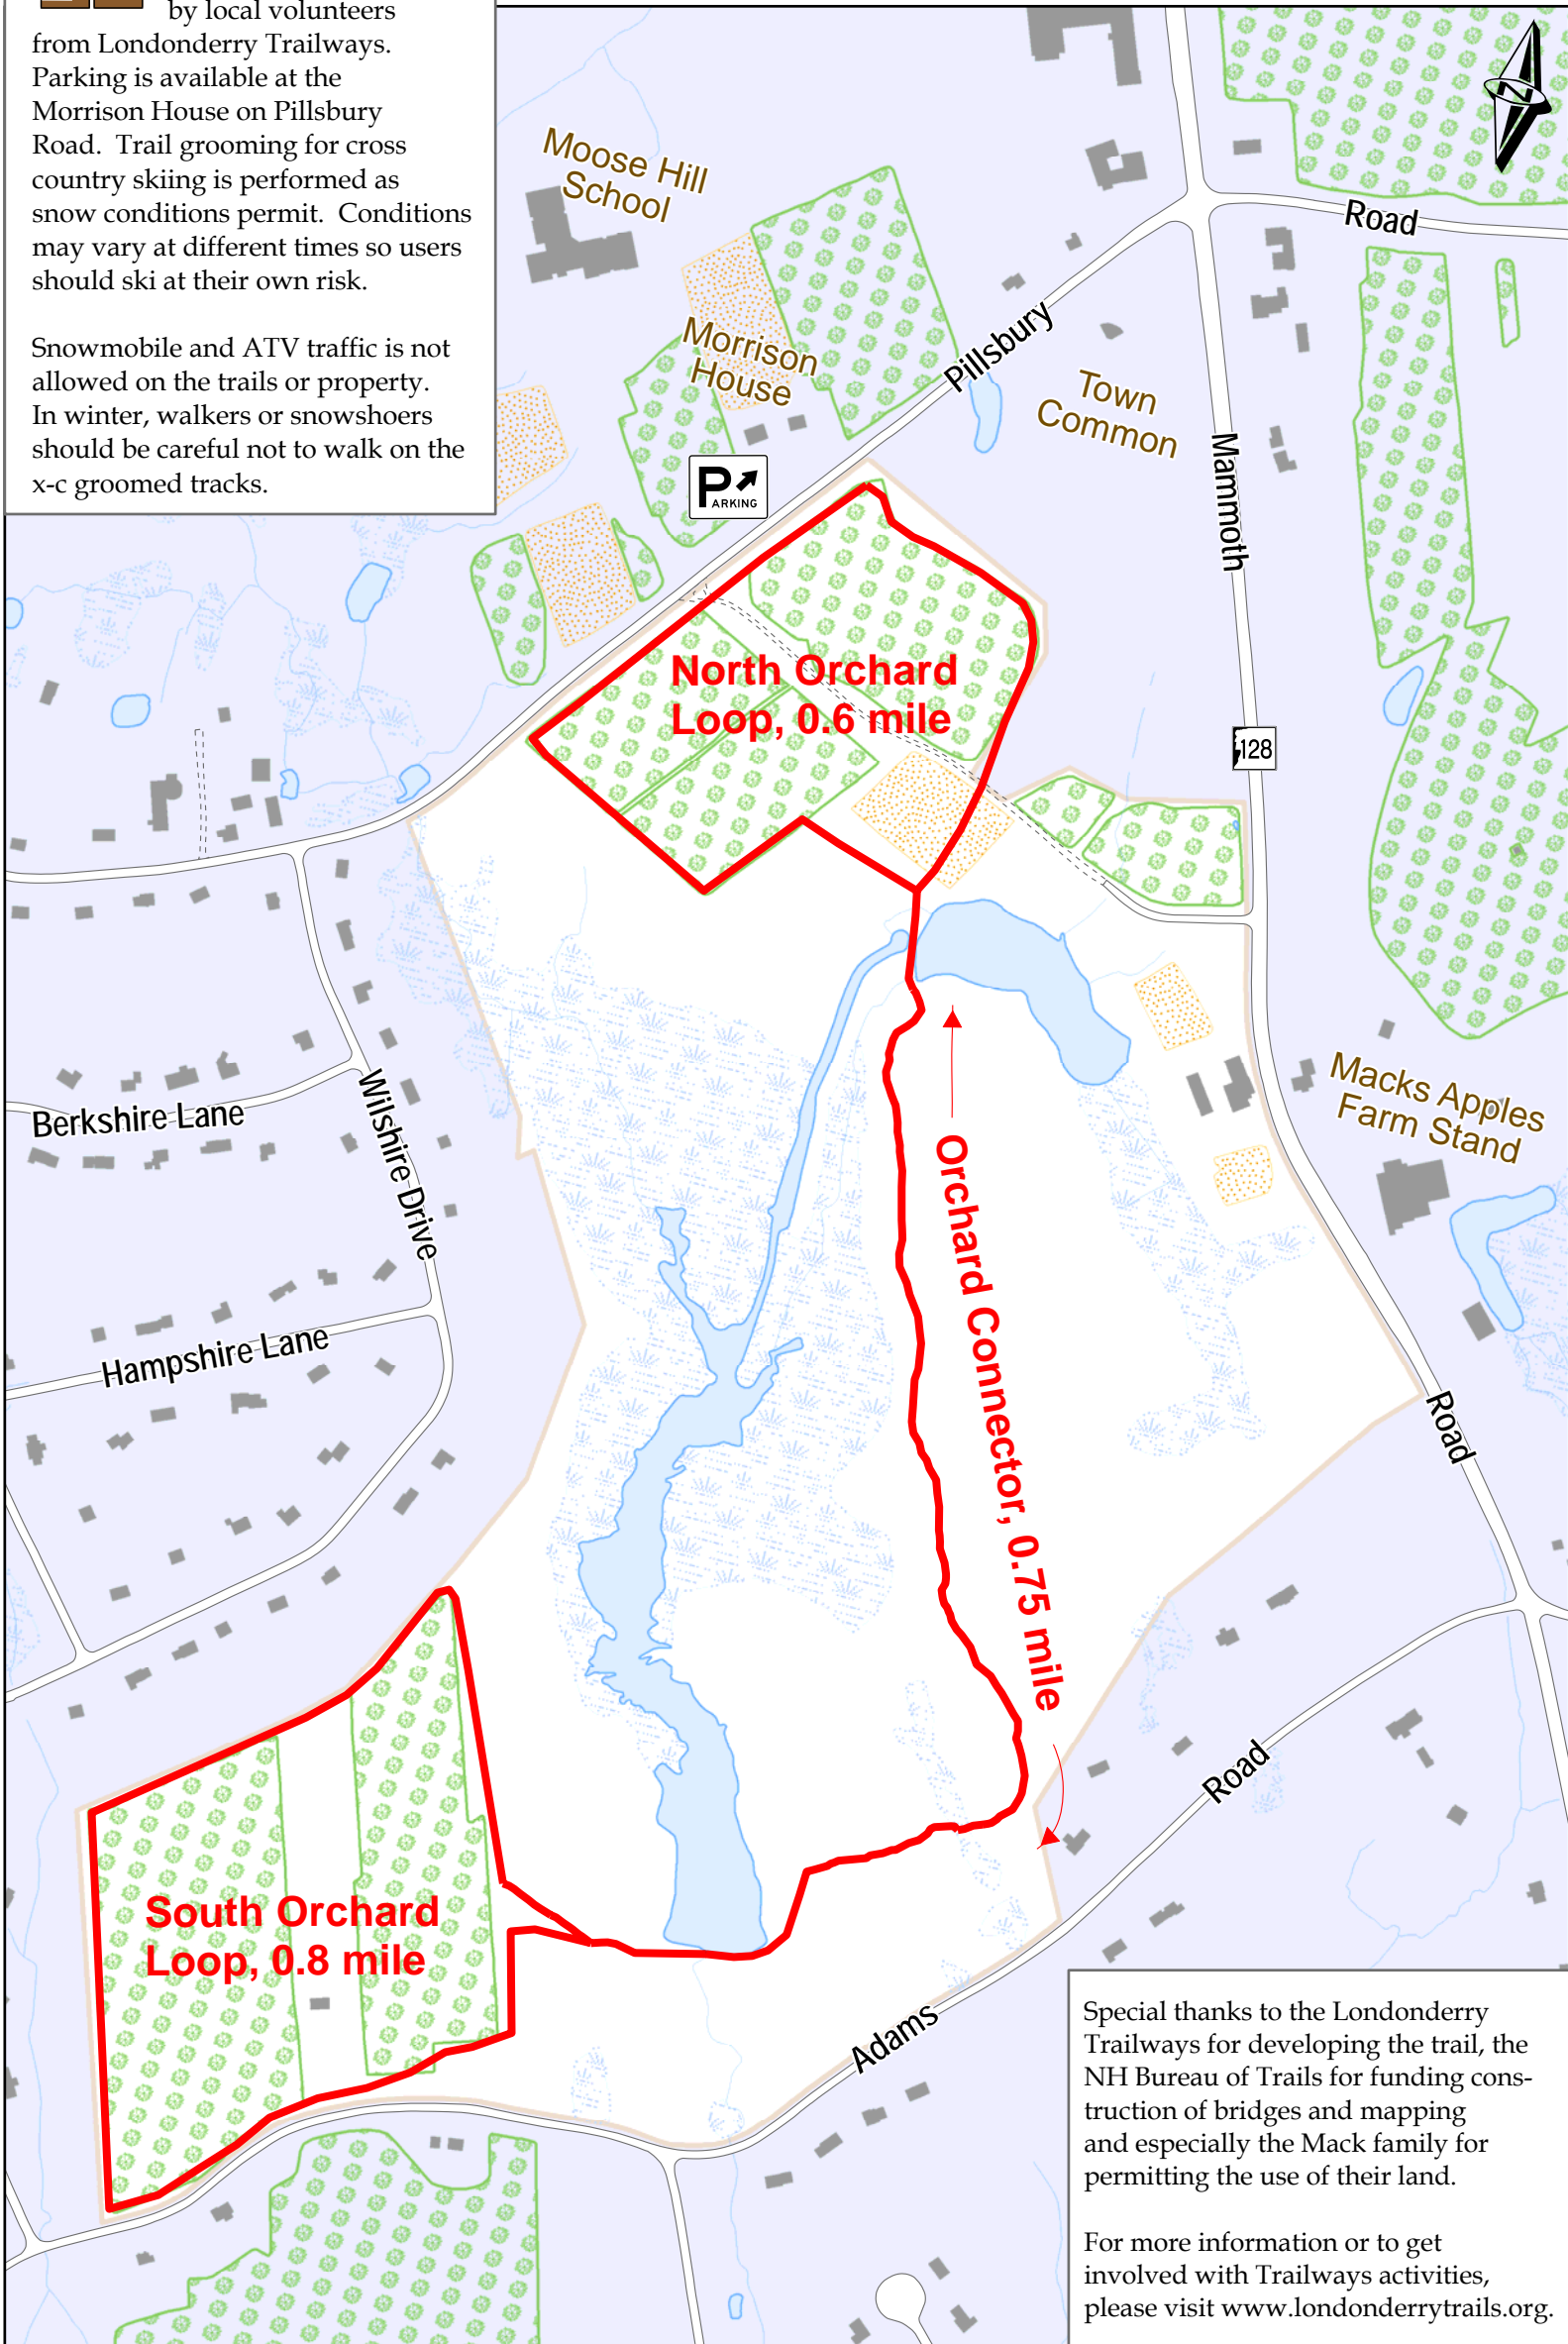 by local volunteers
from Londonderry Trailways.
Parking is available at the
Morrison House on Pillsbury
Road.  Trail grooming for cross
country skiing is performed as
snow conditions permit.  Conditions
may vary at different times so users
should ski at their own risk.
Snowmobile and ATV traffic is not
allowed on the trails or property.
In winter, walkers or snowshoers
should be careful not to walk on the
x-c groomed tracks.
N
Moose Hill
School
Road
Morrison
House
Pillsbury
Town
Common
Mammoth
P
ARKING
North Orchard
Loop, 0.6 mile
128
Macks Apples
Farm Stand
Berkshire Lane
Wilshire Drive
Hampshire Lane
Orchard Connector, 0.75 mile
Road
Road
South Orchard
Loop, 0.8 mile
Adams
Special thanks to the Londonderry
Trailways for developing the trail, the
NH Bureau of Trails for funding cons-
truction of bridges and mapping
and especially the Mack family for
permitting the use of their land.
For more information or to get
involved with Trailways activities,
please visit www.londonderrytrails.org.